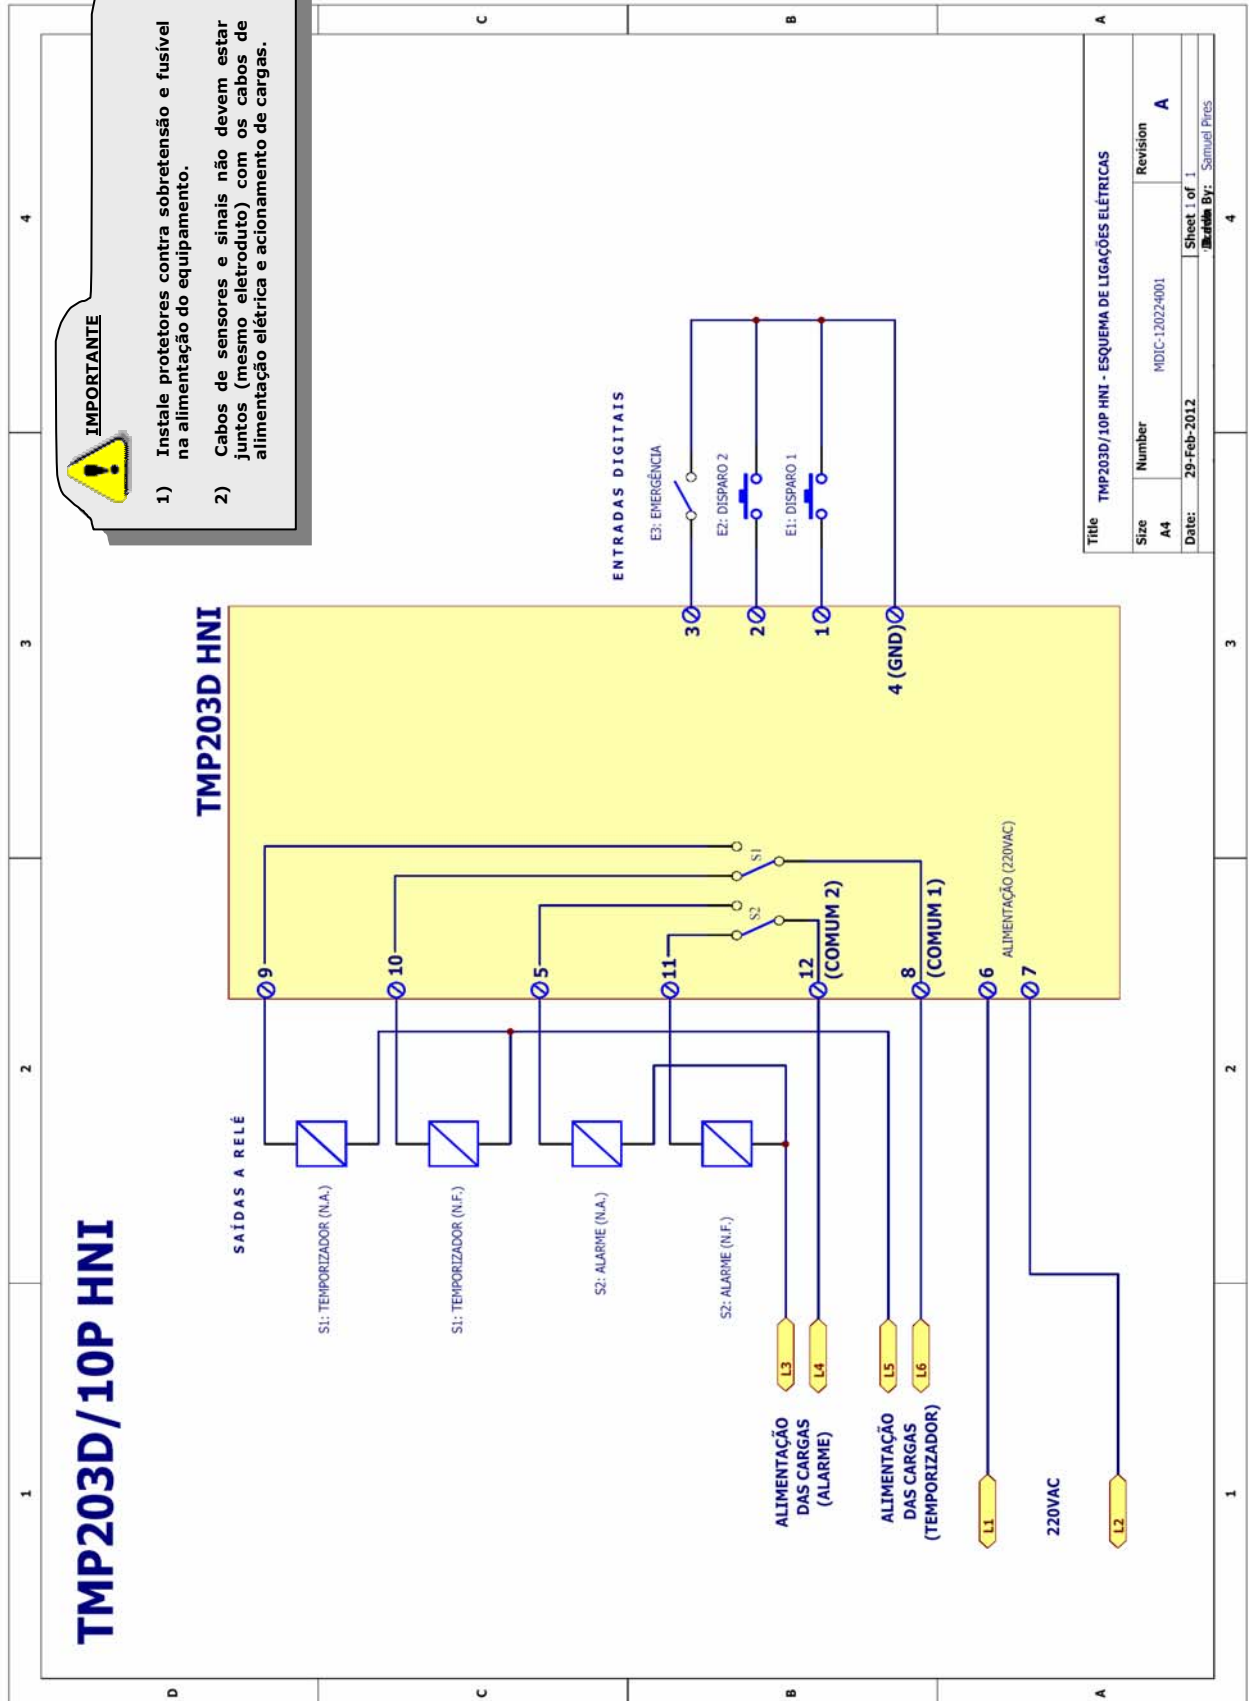 TMP203D/10P HNI
IMPORTANTE
1) Instale protetores contra sobretensão e fusível
na alimentação do equipamento.
2) Cabos de sensores e sinais não devem estar
juntos (mesmo eletroduto) com os cabos de
alimentação elétrica e acionamento de cargas.
1
2
3
4
D
C
C
B
B
A
A
TMP203D HNI
SAÍDAS A RELÉ
S1: TEMPORIZADOR (N.A.)
S1: TEMPORIZADOR (N.F.)
S2: ALARME (N.A.)
S2: ALARME (N.F.)
9
10
5
11
12
(COMUM 2)
8
(COMUM 1)
6
7
S1
S2
ALIMENTAÇÃO (220VAC)
ENTRADAS DIGITAIS
E3: EMERGÊNCIA
E2: DISPARO 2
E1: DISPARO 1
3
2
1
4 (GND)
L3
L4
ALIMENTAÇÃO
DAS CARGAS
(ALARME)
L5
L6
ALIMENTAÇÃO
DAS CARGAS
(TEMPORIZADOR)
L1
220VAC
L2
Title TMP203D/10P HNI - ESQUEMA DE LIGAÇÕES ELÉTRICAS
Size Number Revision
A4 MDIC-120224001 A
Date: 29-Feb-2012 Sheet 1 of 1
By: Samuel Pires
1
2
3
4